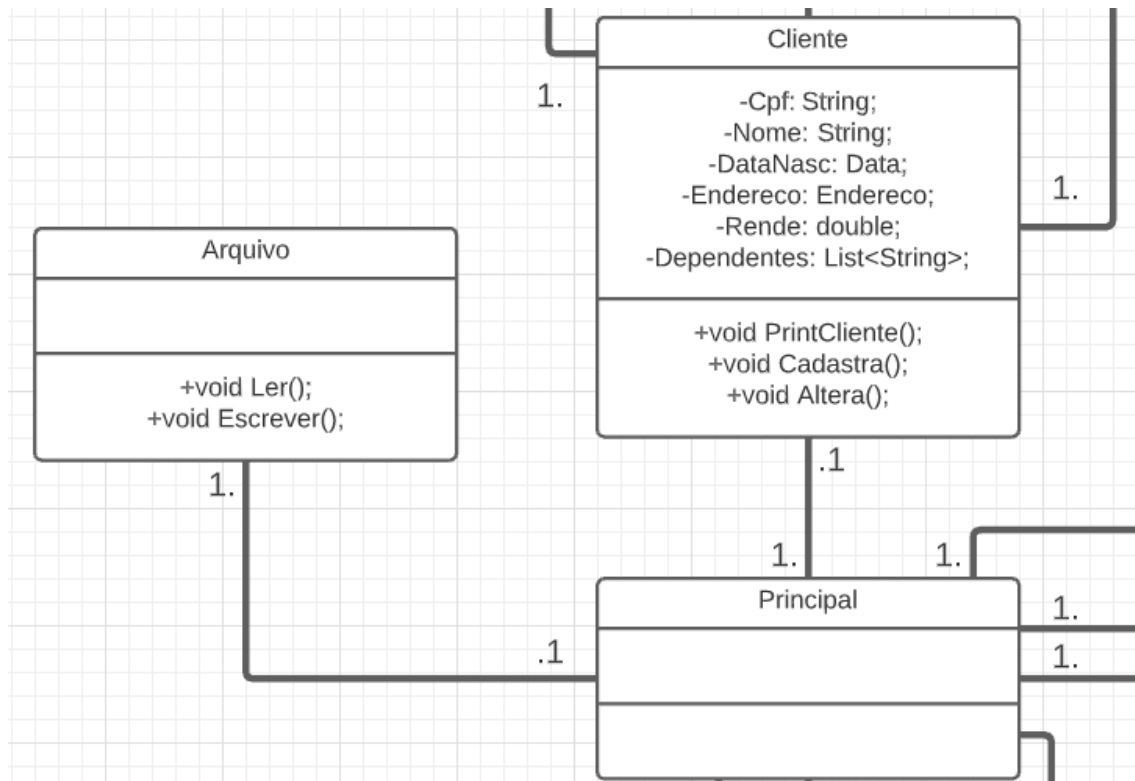 Cliente
-Cpf: String;
-Nome: String;
-DataNasc: Data;
-Endereco: Endereco;
-Rende: double;
-Dependentes: List<String>;
+void PrintCliente();
+void Cadastra();
+void Altera();
1.
1.
Arquivo
+void Ler();
+void Escrever();
1.
.1
.1
1.
1.
Principal
1.
1.